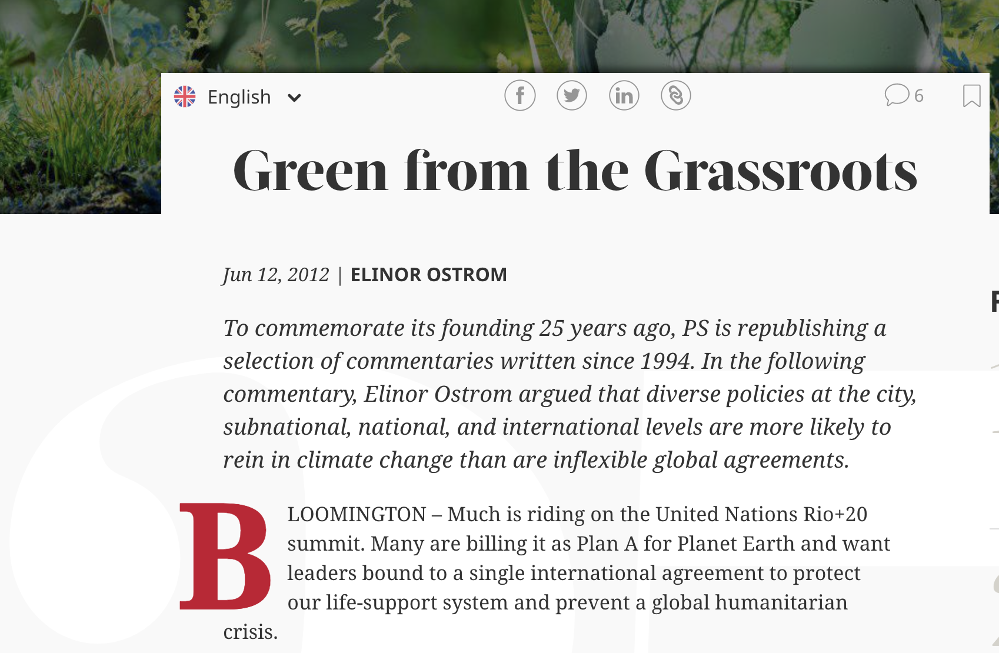 English
6
Green from the Grassroots
Jun 12, 2012 | ELINOR OSTROM
To commemorate its founding 25 years ago, PS is republishing a
selection of commentaries written since 1994. In the following
commentary, Elinor Ostrom argued that diverse policies at the city,
subnational, national, and international levels are more likely to
rein in climate change than are inflexible global agreements.
BLOOMINGTON – Much is riding on the United Nations Rio+20
summit. Many are billing it as Plan A for Planet Earth and want
leaders bound to a single international agreement to protect
our life-support system and prevent a global humanitarian
crisis.